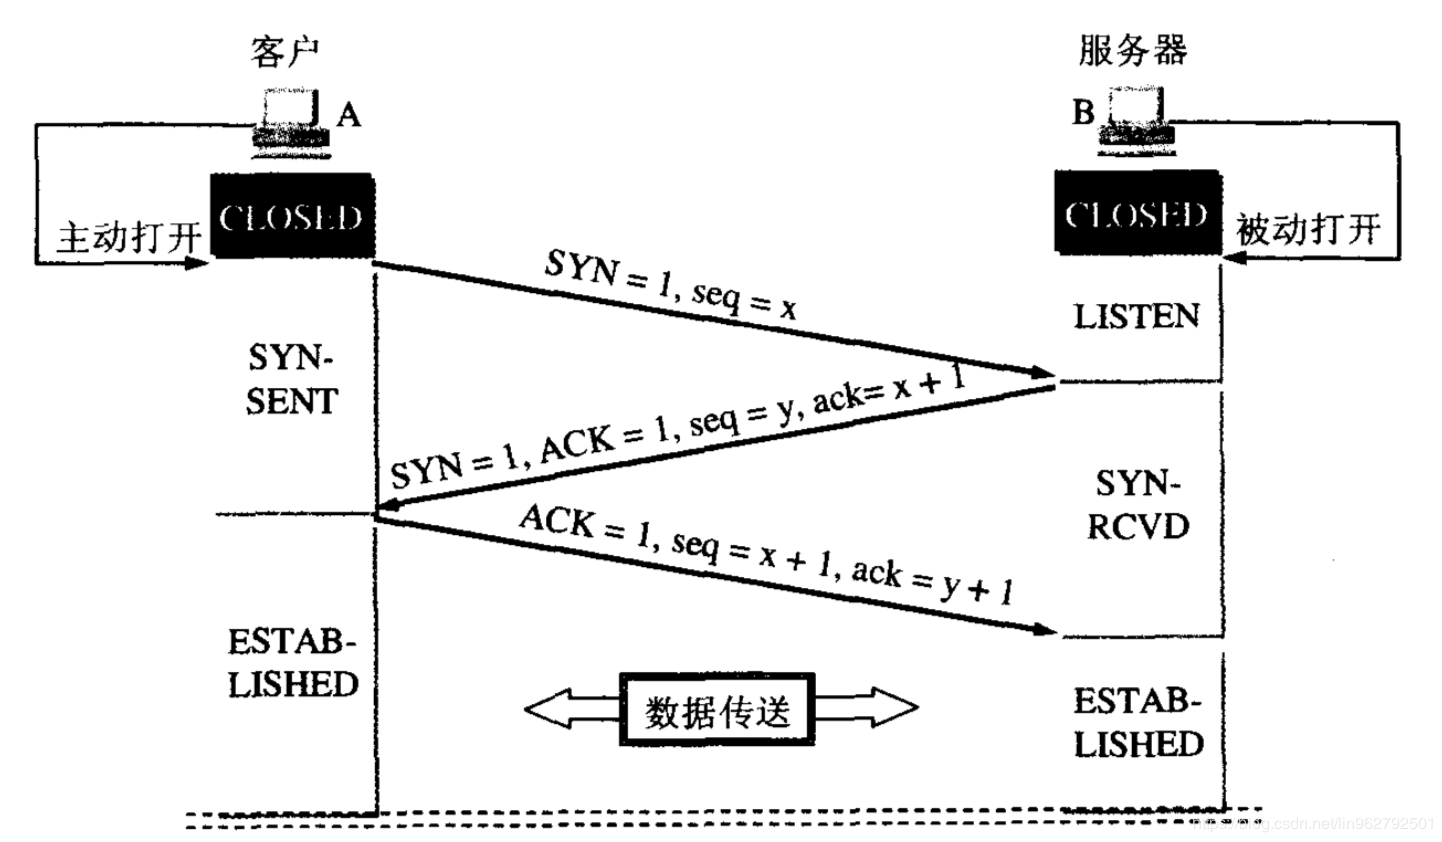 客户
服务器
A
B
CLOSED
CLOSED
主动打开
被动打开
SYN = 1, seq = x
LISTEN
SYN-
SENT
SYN = 1, ACK = 1, seq = y, ack= x + 1
SYN-
RCVD
ACK = 1, seq = x + 1, ack = y + 1
ESTAB-
LISHED
数据传送
ESTAB-
LISHED
https://blog.csdn.net/lin962792501